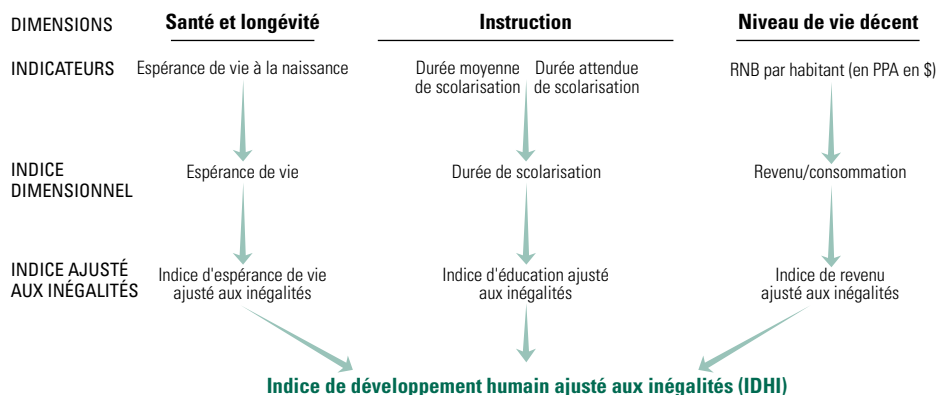 DIMENSIONS
Santé et longévité
Instruction
Niveau de vie décent
INDICATEURS
Espérance de vie à la naissance
Durée moyenne
de scolarisation
Durée attendue
de scolarisation
RNB par habitant (en PPA en $)
INDICE
DIMENSIONNEL
Espérance de vie
Durée de scolarisation
Revenu/consommation
INDICE AJUSTÉ
AUX INÉGALITÉS
Indice d'espérance de vie
ajusté aux inégalités
Indice d'éducation ajusté
aux inégalités
Indice de revenu
ajusté aux inégalités
Indice de développement humain ajusté aux inégalités (IDHI)